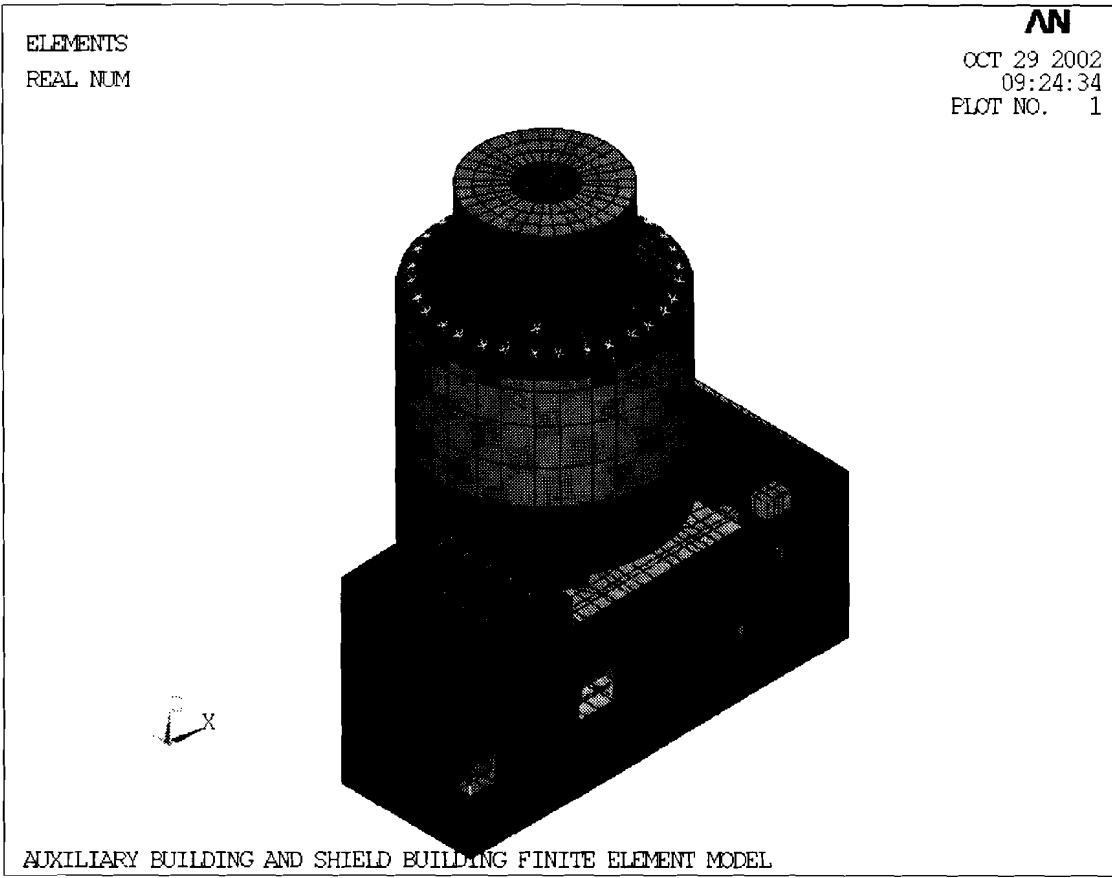 ELEMENTS
REAL NUM
AN
OCT 29 2002
09:24:34
PLOT NO. 1
X
AUXILIARY BUILDING AND SHIELD BUILDING FINITE ELEMENT MODEL